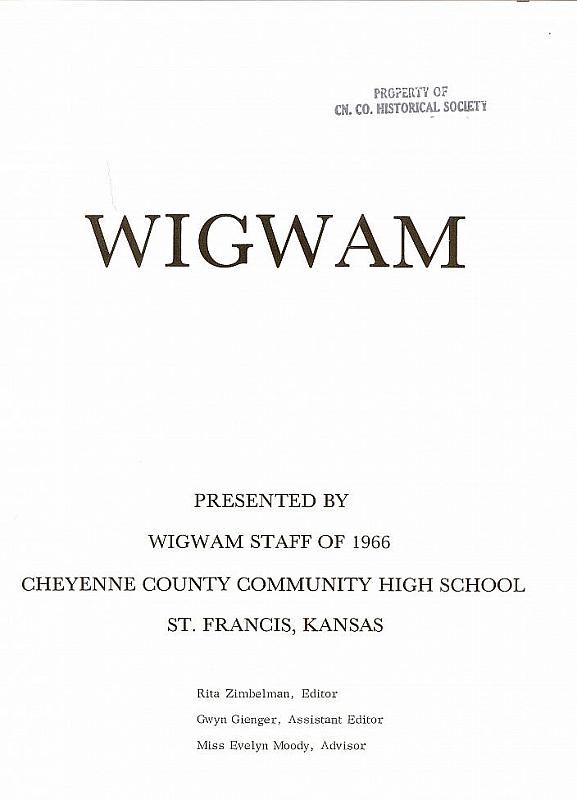 PROPERTY OF
CN. CO. HISTORICAL SOCIETY
WIGWAM
PRESENTED BY
WIGWAM STAFF OF 1966
CHEYENNE COUNTY COMMUNITY HIGH SCHOOL
ST. FRANCIS, KANSAS
Rita Zimbelman, Editor
Gwyn Gienger, Assistant Editor
Miss Evelyn Moody, Advisor